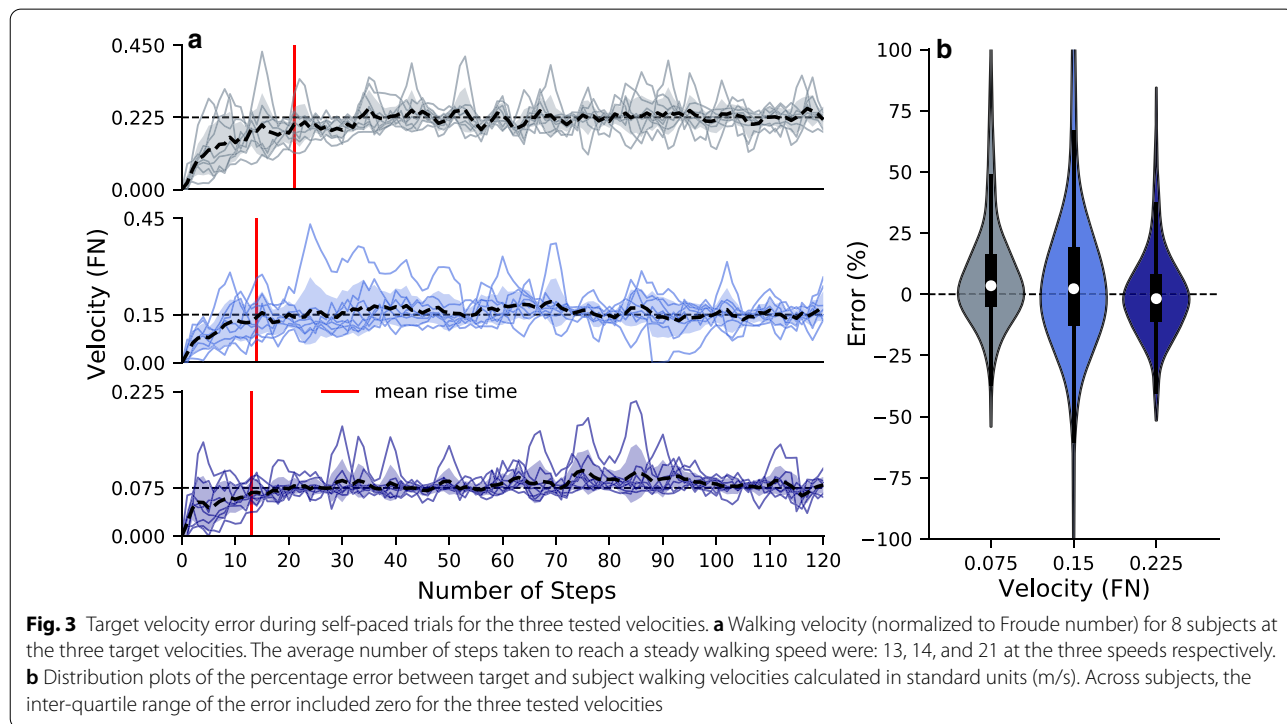 a
0.450
0.225
0.000
0.45
0.15
0.00
Velocity (FN)
0.225
0.075
0.000
mean rise time
0 10 20 30 40 50 60 70 80 90 100 110 120
Number of Steps
b
100
75
50
25
0
−25
−50
−75
−100
Error (%)
0.075 0.15 0.225
Velocity (FN)
Fig. 3 Target velocity error during self-paced trials for the three tested velocities. a Walking velocity (normalized to Froude number) for 8 subjects at
the three target velocities. The average number of steps taken to reach a steady walking speed were: 13, 14, and 21 at the three speeds respectively.
b Distribution plots of the percentage error between target and subject walking velocities calculated in standard units (m/s). Across subjects, the
inter-quartile range of the error included zero for the three tested velocities